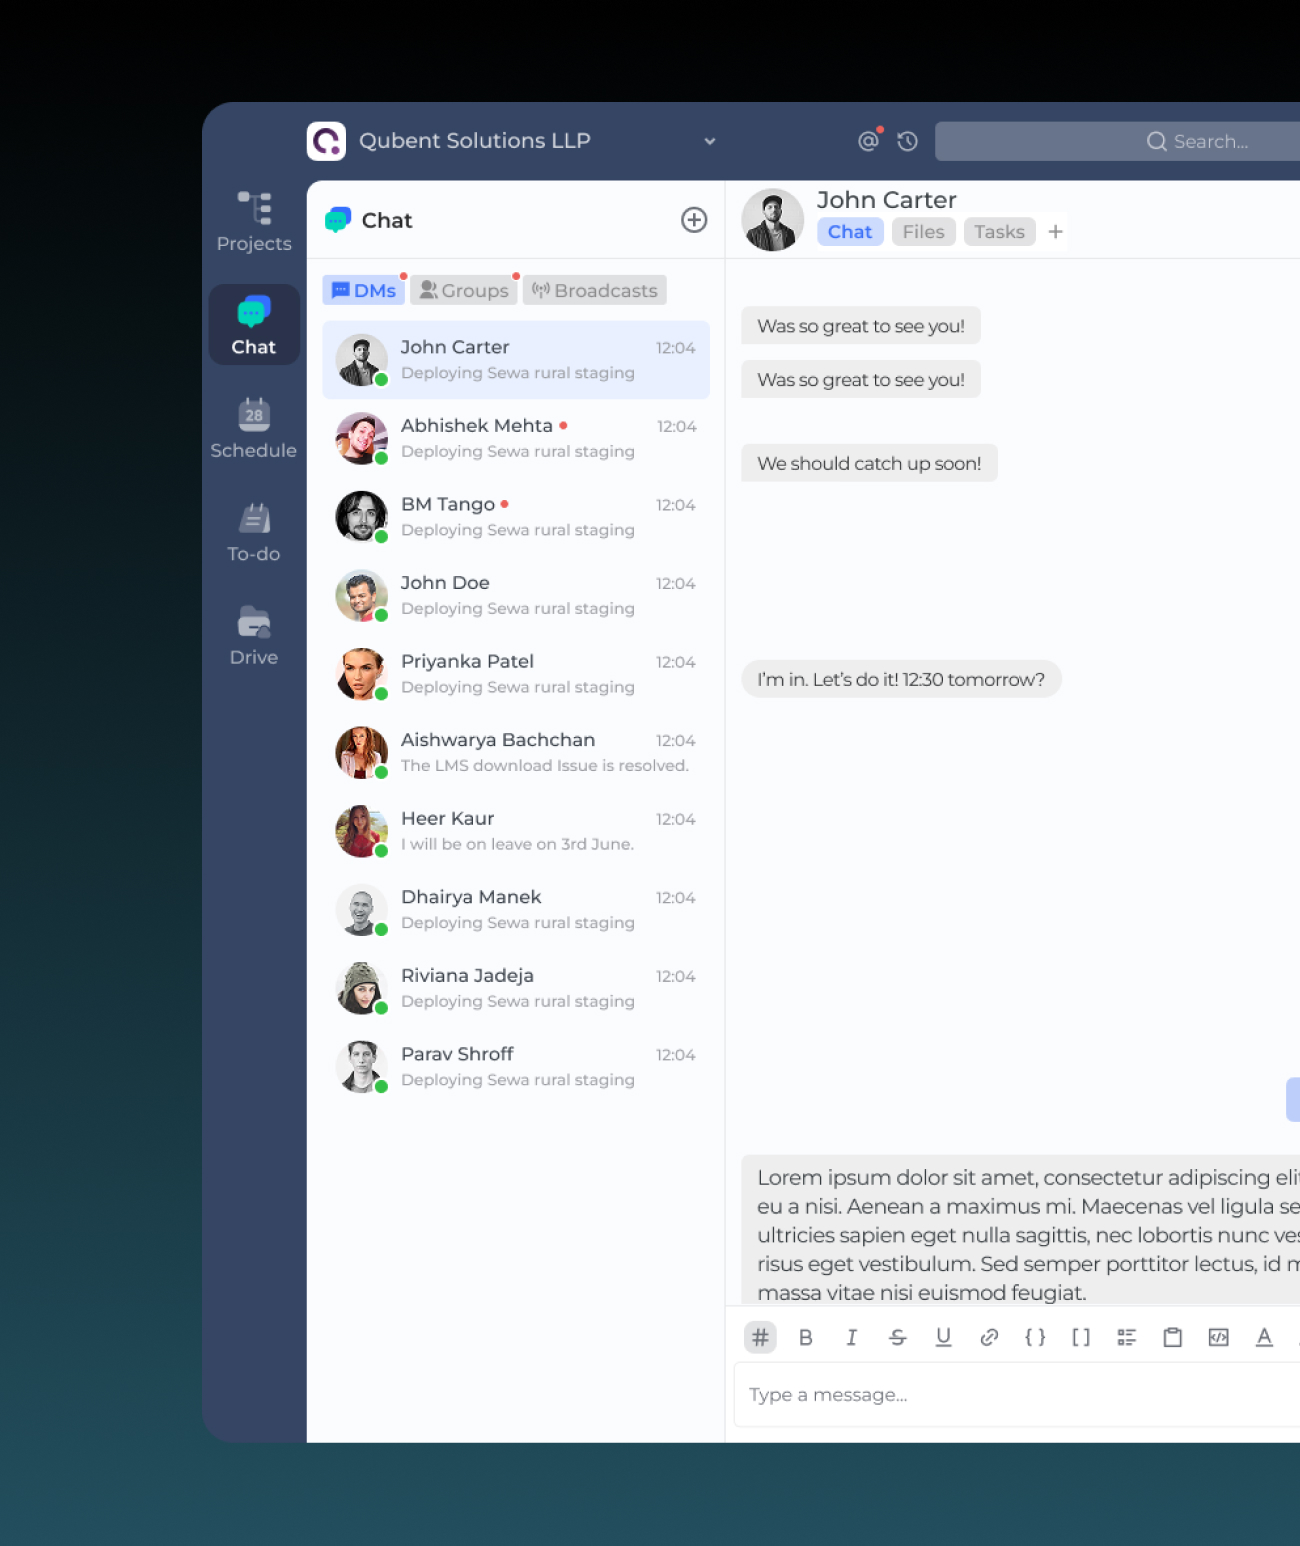 Qubent Solutions LLP
Search...
Projects
Chat
28
Schedule
To-do
Drive
Chat
DMs Groups Broadcasts
John Carter 12:04
Deploying Sewa rural staging
Abhishek Mehta 12:04
Deploying Sewa rural staging
BM Tango 12:04
Deploying Sewa rural staging
John Doe 12:04
Deploying Sewa rural staging
Priyanka Patel 12:04
Deploying Sewa rural staging
Aishwarya Bachchan 12:04
The LMS download Issue is resolved.
Heer Kaur 12:04
I will be on leave on 3rd June.
Dhairya Manek 12:04
Deploying Sewa rural staging
Riviana Jadeja 12:04
Deploying Sewa rural staging
Parav Shroff 12:04
Deploying Sewa rural staging
John Carter
Chat Files Tasks +
Was so great to see you!
Was so great to see you!
We should catch up soon!
I'm in. Let's do it! 12:30 tomorrow?
Lorem ipsum dolor sit amet, consectetur adipiscing
eu a nisi. Aenean a maximus mi. Maecenas vel ligula
ultricies sapien eget nulla sagittis, nec lobortis nunc
risus eget vestibulum. Sed semper porttitor lectus, id
massa vitae nisi euismod feugiat.
# B I S U { } [ ] </> A
Type a message...